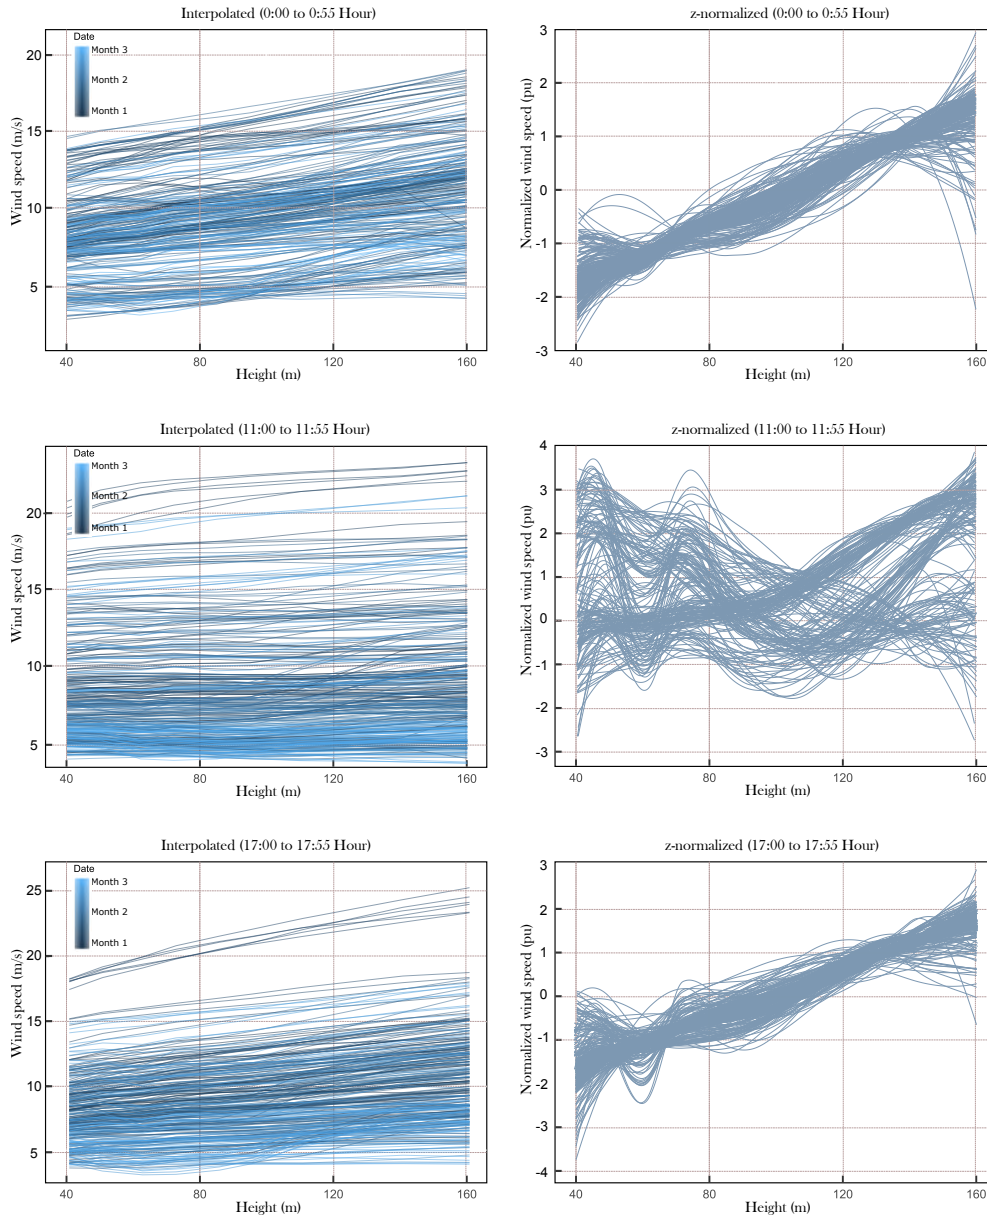 Interpolated (0:00 to 0:55 Hour)
Date
Month 3
Month 2
Month 1
20
15
10
5
Wind speed (m/s)
40 80 120 160
Height (m)
z-normalized (0:00 to 0:55 Hour)
3
2
1
0
-1
-2
-3
Normalized wind speed (pu)
40 80 120 160
Height (m)
Interpolated (11:00 to 11:55 Hour)
Date
Month 3
Month 2
Month 1
20
15
10
5
Wind speed (m/s)
40 80 120 160
Height (m)
z-normalized (11:00 to 11:55 Hour)
4
3
2
1
0
-1
-2
-3
Normalized wind speed (pu)
40 80 120 160
Height (m)
Interpolated (17:00 to 17:55 Hour)
Date
Month 3
Month 2
Month 1
25
20
15
10
5
Wind speed (m/s)
40 80 120 160
Height (m)
z-normalized (17:00 to 17:55 Hour)
3
2
1
0
-1
-2
-3
-4
Normalized wind speed (pu)
40 80 120 160
Height (m)